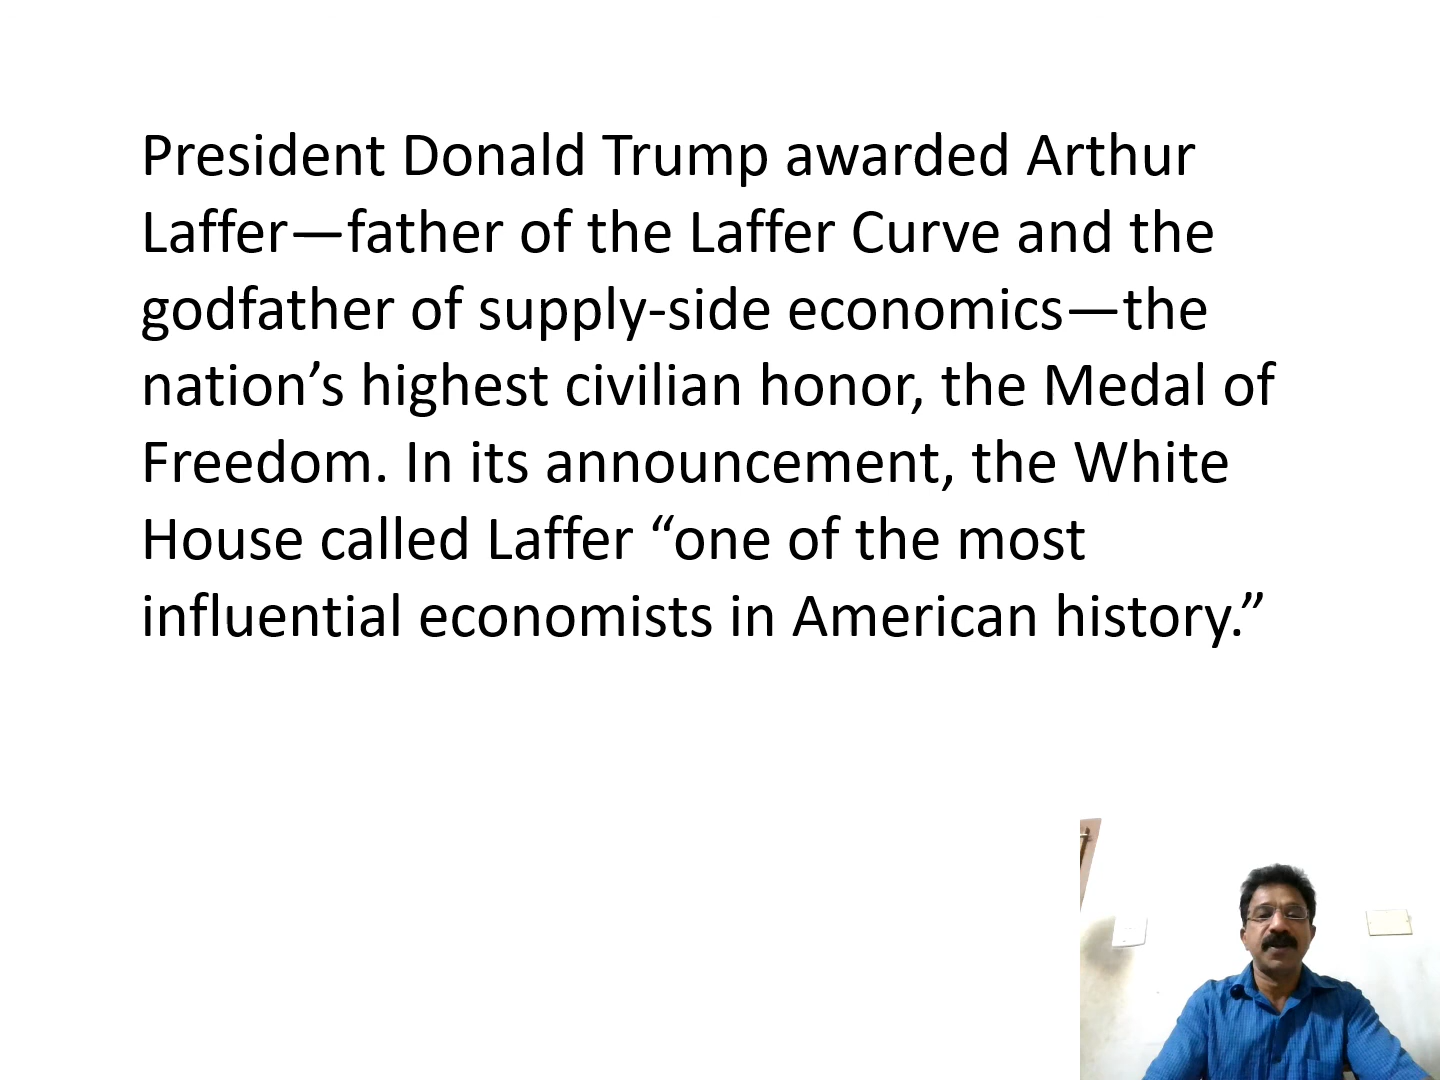 President Donald Trump awarded Arthur
Laffer—father of the Laffer Curve and the
godfather of supply-side economics—the
nation’s highest civilian honor, the Medal of
Freedom. In its announcement, the White
House called Laffer “one of the most
influential economists in American history.”